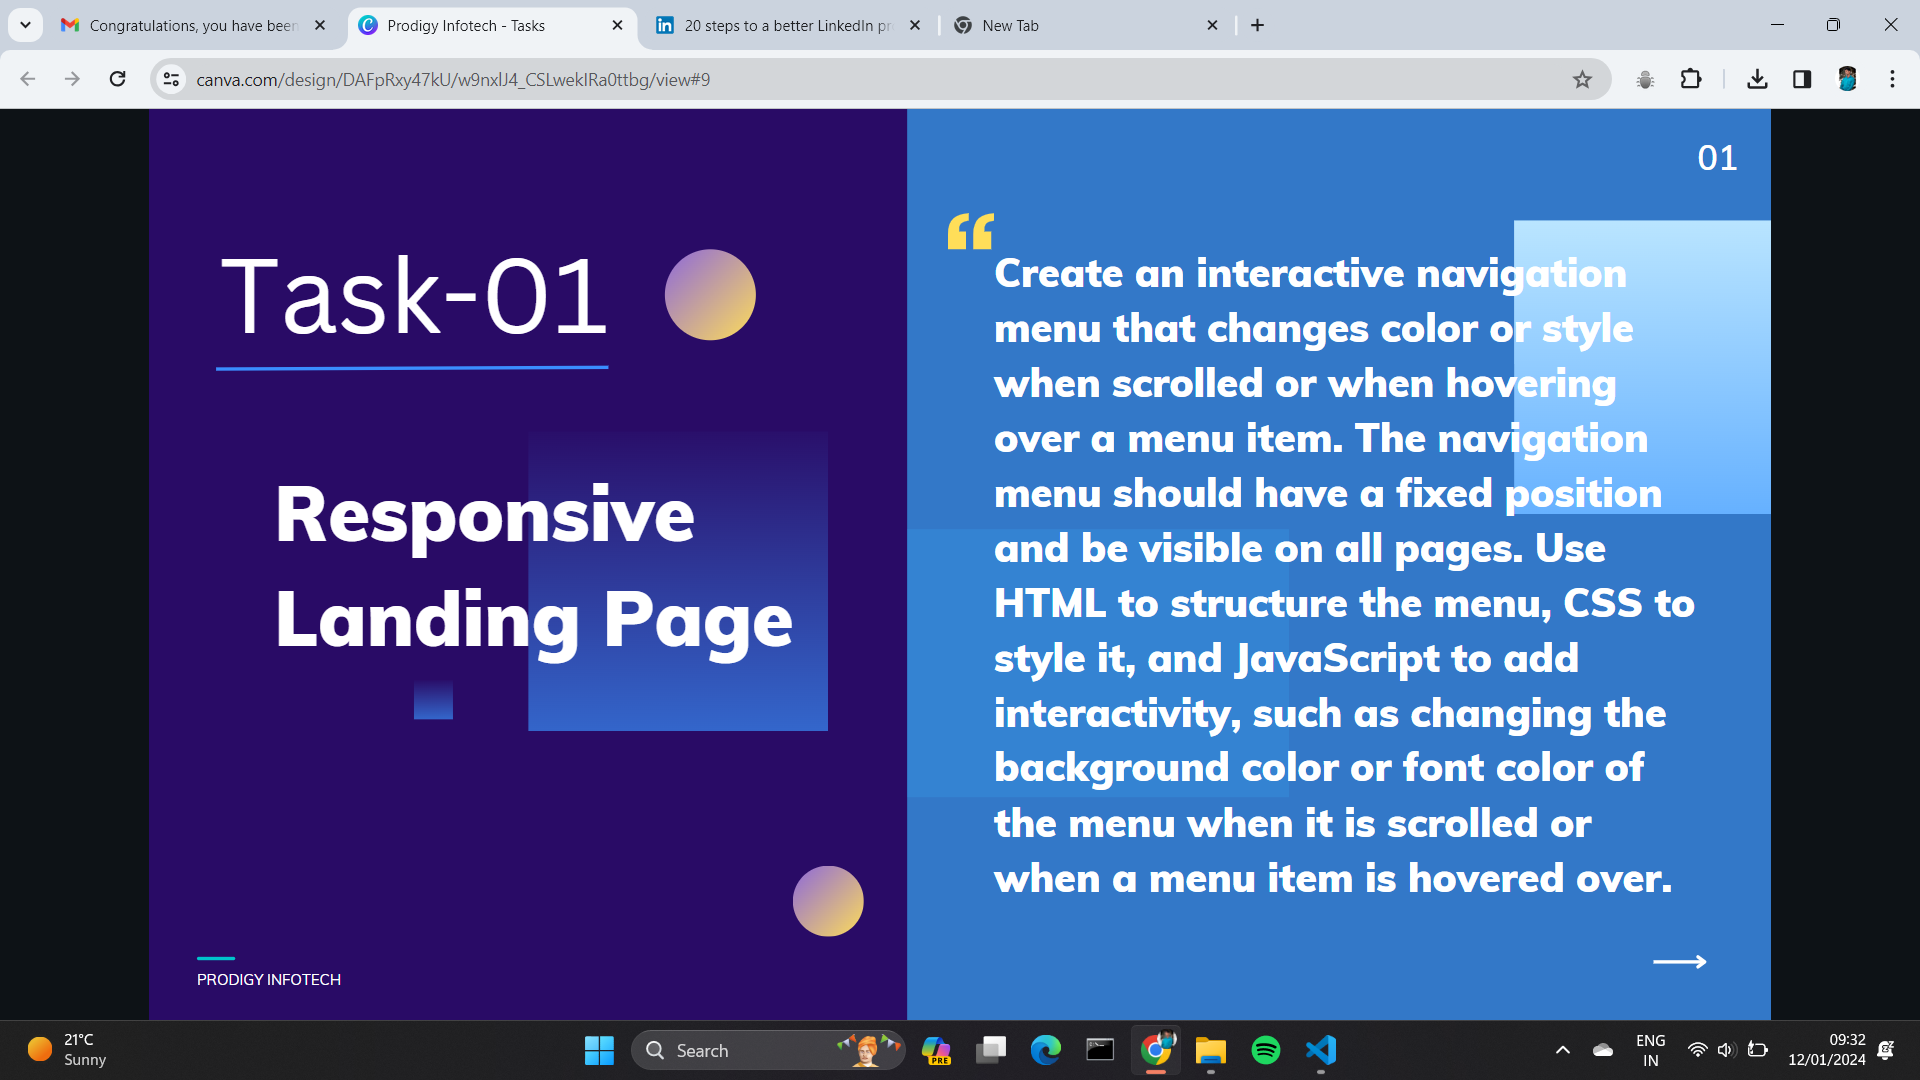 Congratulations, you have been
Prodigy Infotech - Tasks
20 steps to a better LinkedIn pr
New Tab
canva.com/design/DAFpRxy47kU/w9nxlJ4_CSLwekIRa0ttbg/view#9
01
Task-01
Responsive
Landing Page
PRODIGY INFOTECH
“
Create an interactive navigation
menu that changes color or style
when scrolled or when hovering
over a menu item. The navigation
menu should have a fixed position
and be visible on all pages. Use
HTML to structure the menu, CSS to
style it, and JavaScript to add
interactivity, such as changing the
background color or font color of
the menu when it is scrolled or
when a menu item is hovered over.
21°C
Sunny
Search
PRE
ENG
IN
09:32
12/01/2024